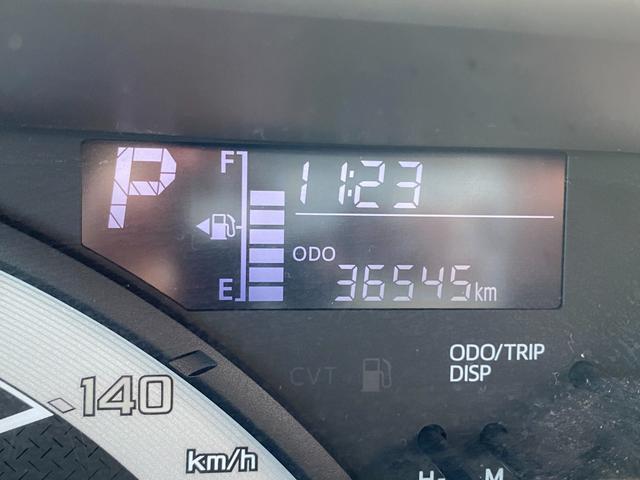 P
F
11:23
ODO
36545km
E
ODO/TRIP
DISP
CVT
140
km/h
H-
M